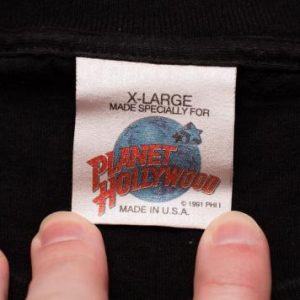 X-LARGE
MADE SPECIALLY FOR
PLANET
HOLLYWOOD
© 1991 PHI I
MADE IN U.S.A.